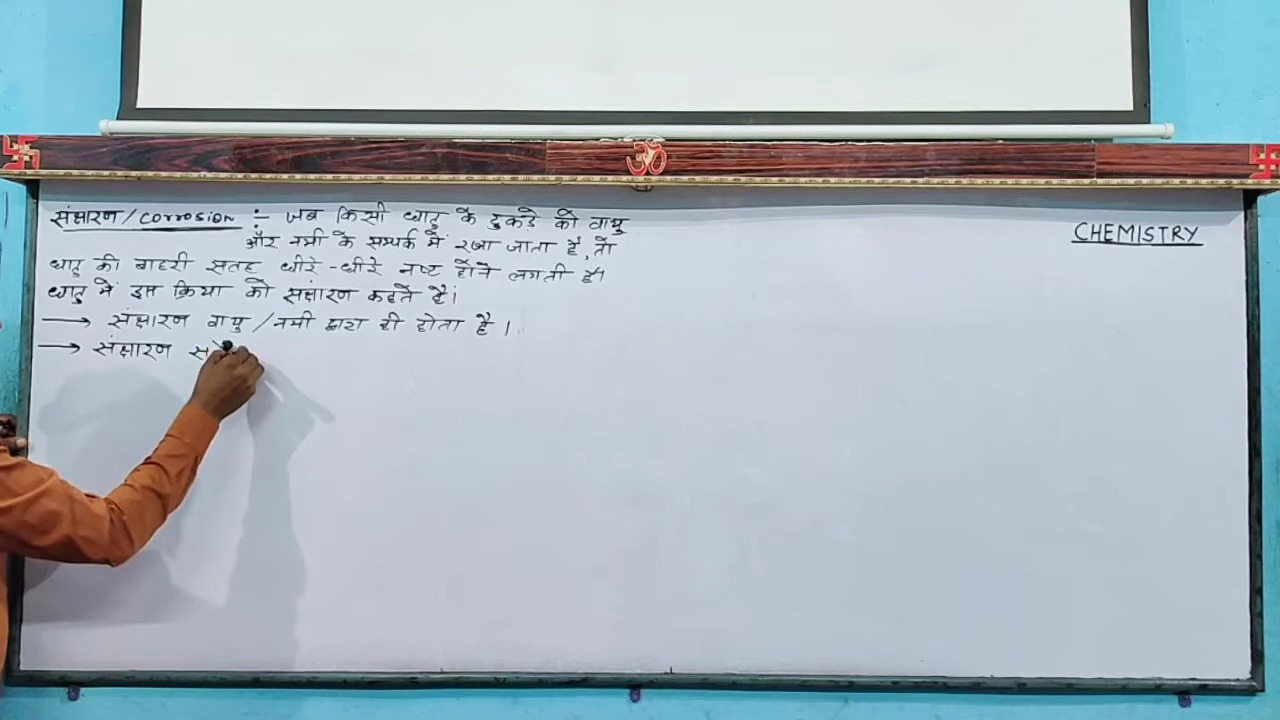 संक्षारण/corrosion :- जब किसी धातु के टुकड़े को वायु
और नमी के सम्पर्क में रखा जाता है, तो
धातु की बाहरी सतह धीरे-धीरे नष्ट होने लगती है।
धातु में इस क्रिया को संक्षारण कहते है।
→ संक्षारण वायु/नमी द्वारा ही होता है।
→ संक्षारण
CHEMISTRY
ॐ